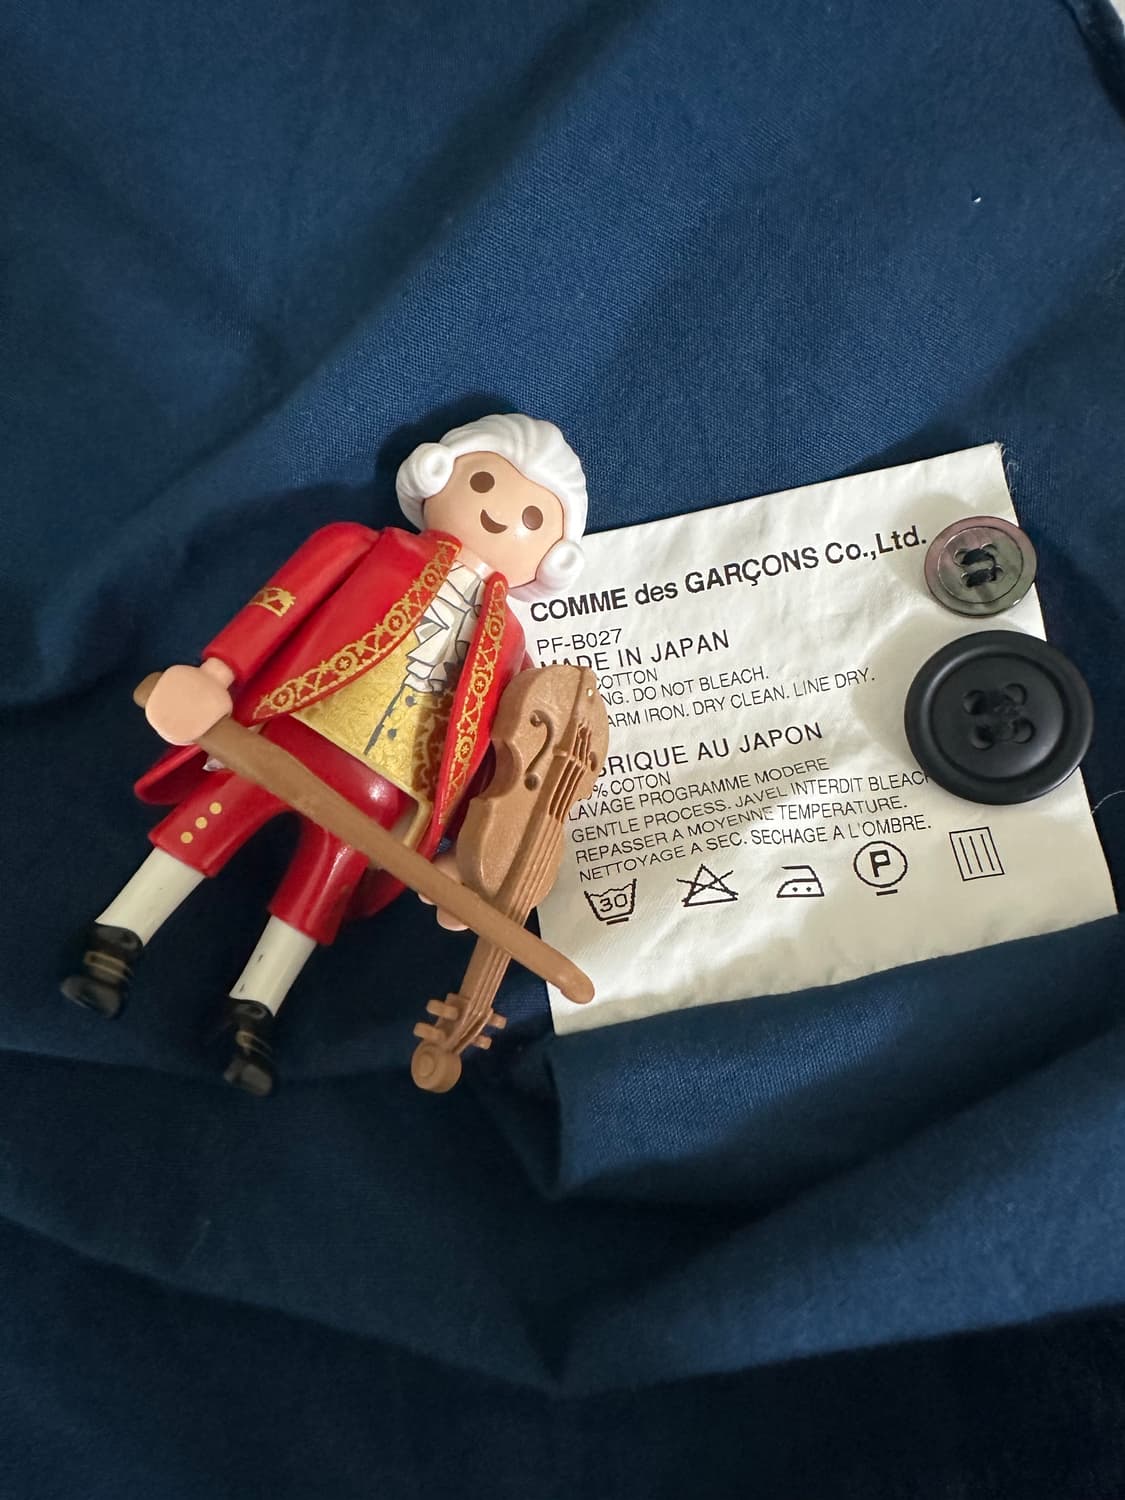 COMME des GARÇONS Co.,Ltd.
PF-B027
MADE IN JAPAN
COTTON
DO NOT BLEACH.
IRON. DRY CLEAN. LINE DRY.
AU JAPON
% COTON
LAVAGE PROGRAMME MODERE
GENTLE PROCESS. JAVEL INTERDIT
REPASSER A MOYENNE TEMPERATURE.
NETTOYAGE A SEC. SECHAGE A L'OMBRE.
30 P